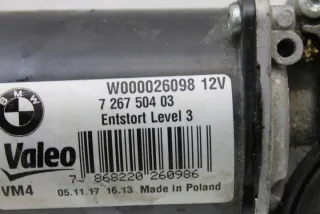 BMW
W000026098 12V
7 267 504 03
Entstort Level 3
Valeo
7 868220 260986
VM4
05.11.17 16.13 Made in Poland